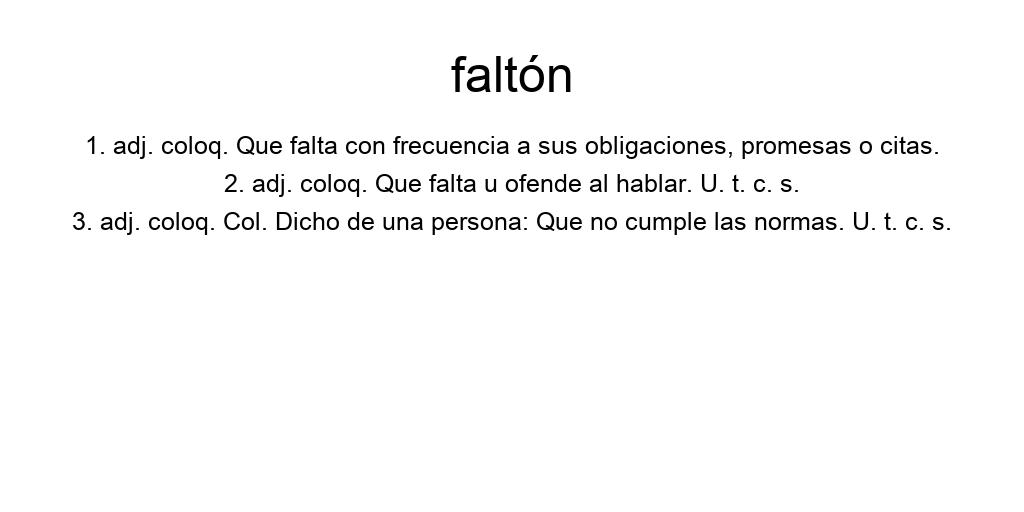 faltón
1. adj. coloq. Que falta con frecuencia a sus obligaciones, promesas o citas.
2. adj. coloq. Que falta u ofende al hablar. U. t. c. s.
3. adj. coloq. Col. Dicho de una persona: Que no cumple las normas. U. t. c. s.